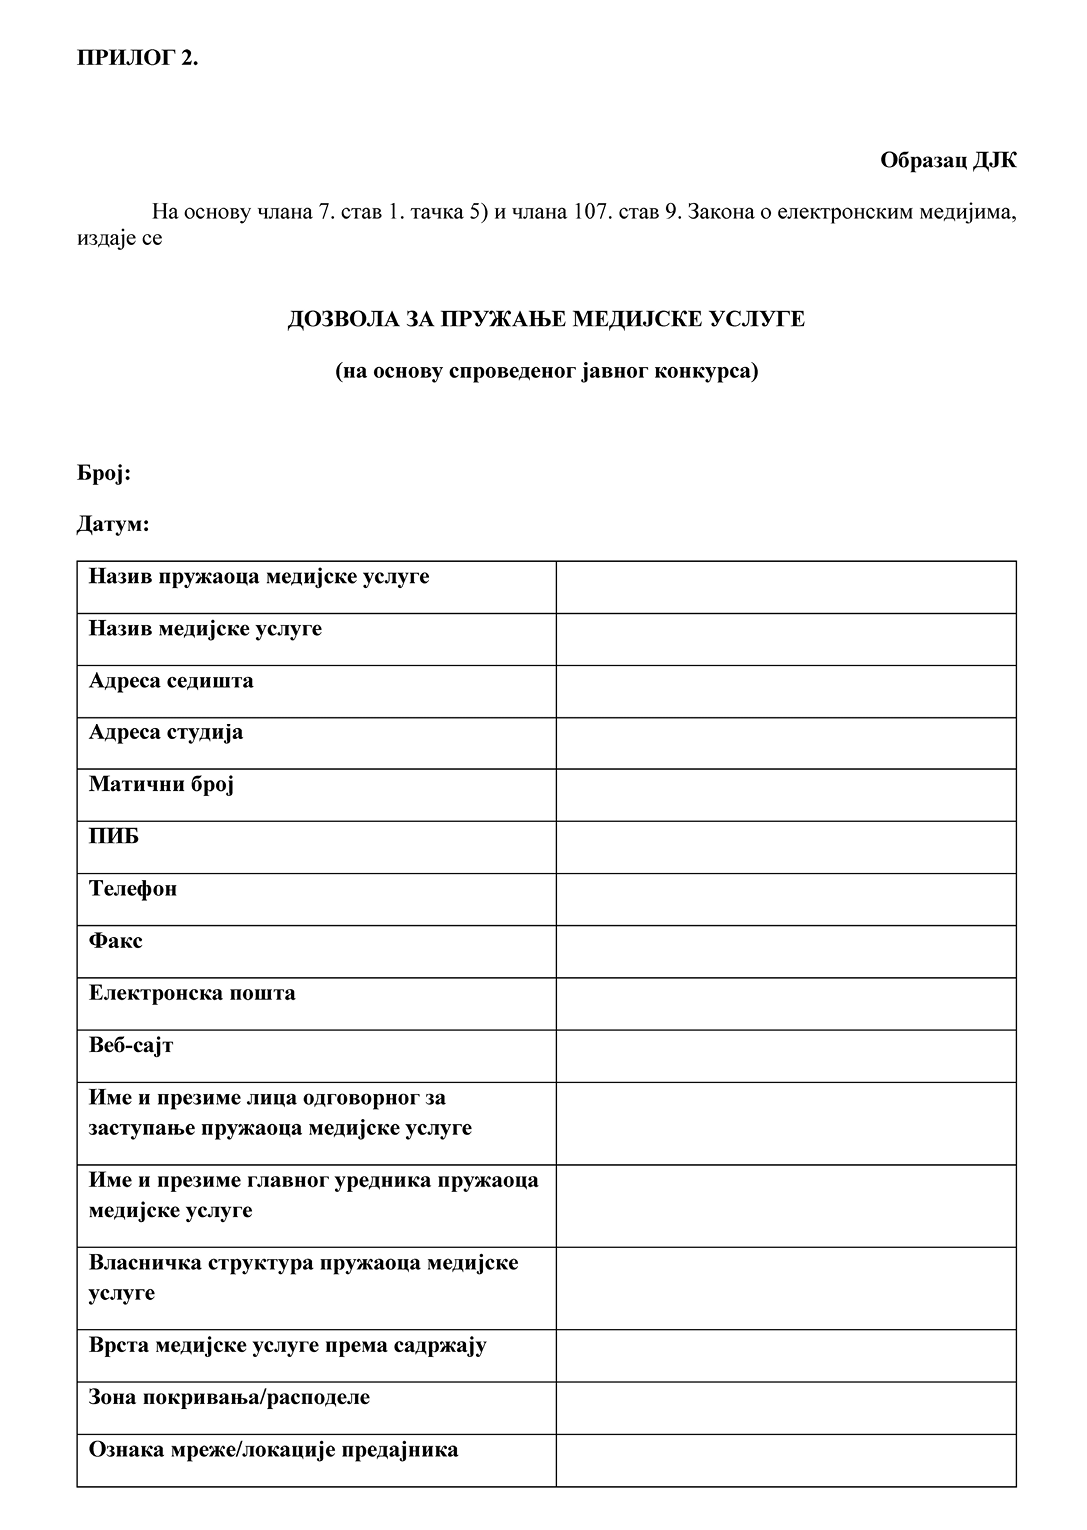 ПРИЛОГ 2.
Образац ДЈК
На основу члана 7. став 1. тачка 5) и члана 107. став 9. Закона о електронским медијима,
издаје се
ДОЗВОЛА ЗА ПРУЖАЊЕ МЕДИЈСКЕ УСЛУГЕ
(на основу спроведеног јавног конкурса)
Број:
Датум:
Назив пружаоца медијске услуге
Назив медијске услуге
Адреса седишта
Адреса студија
Матични број
ПИБ
Телефон
Факс
Електронска пошта
Веб-сајт
Име и презиме лица одговорног за
заступање пружаоца медијске услуге
Име и презиме главног уредника пружаоца
медијске услуге
Власничка структура пружаоца медијске
услуге
Врста медијске услуге према садржају
Зона покривања/расподеле
Ознака мреже/локације предајника